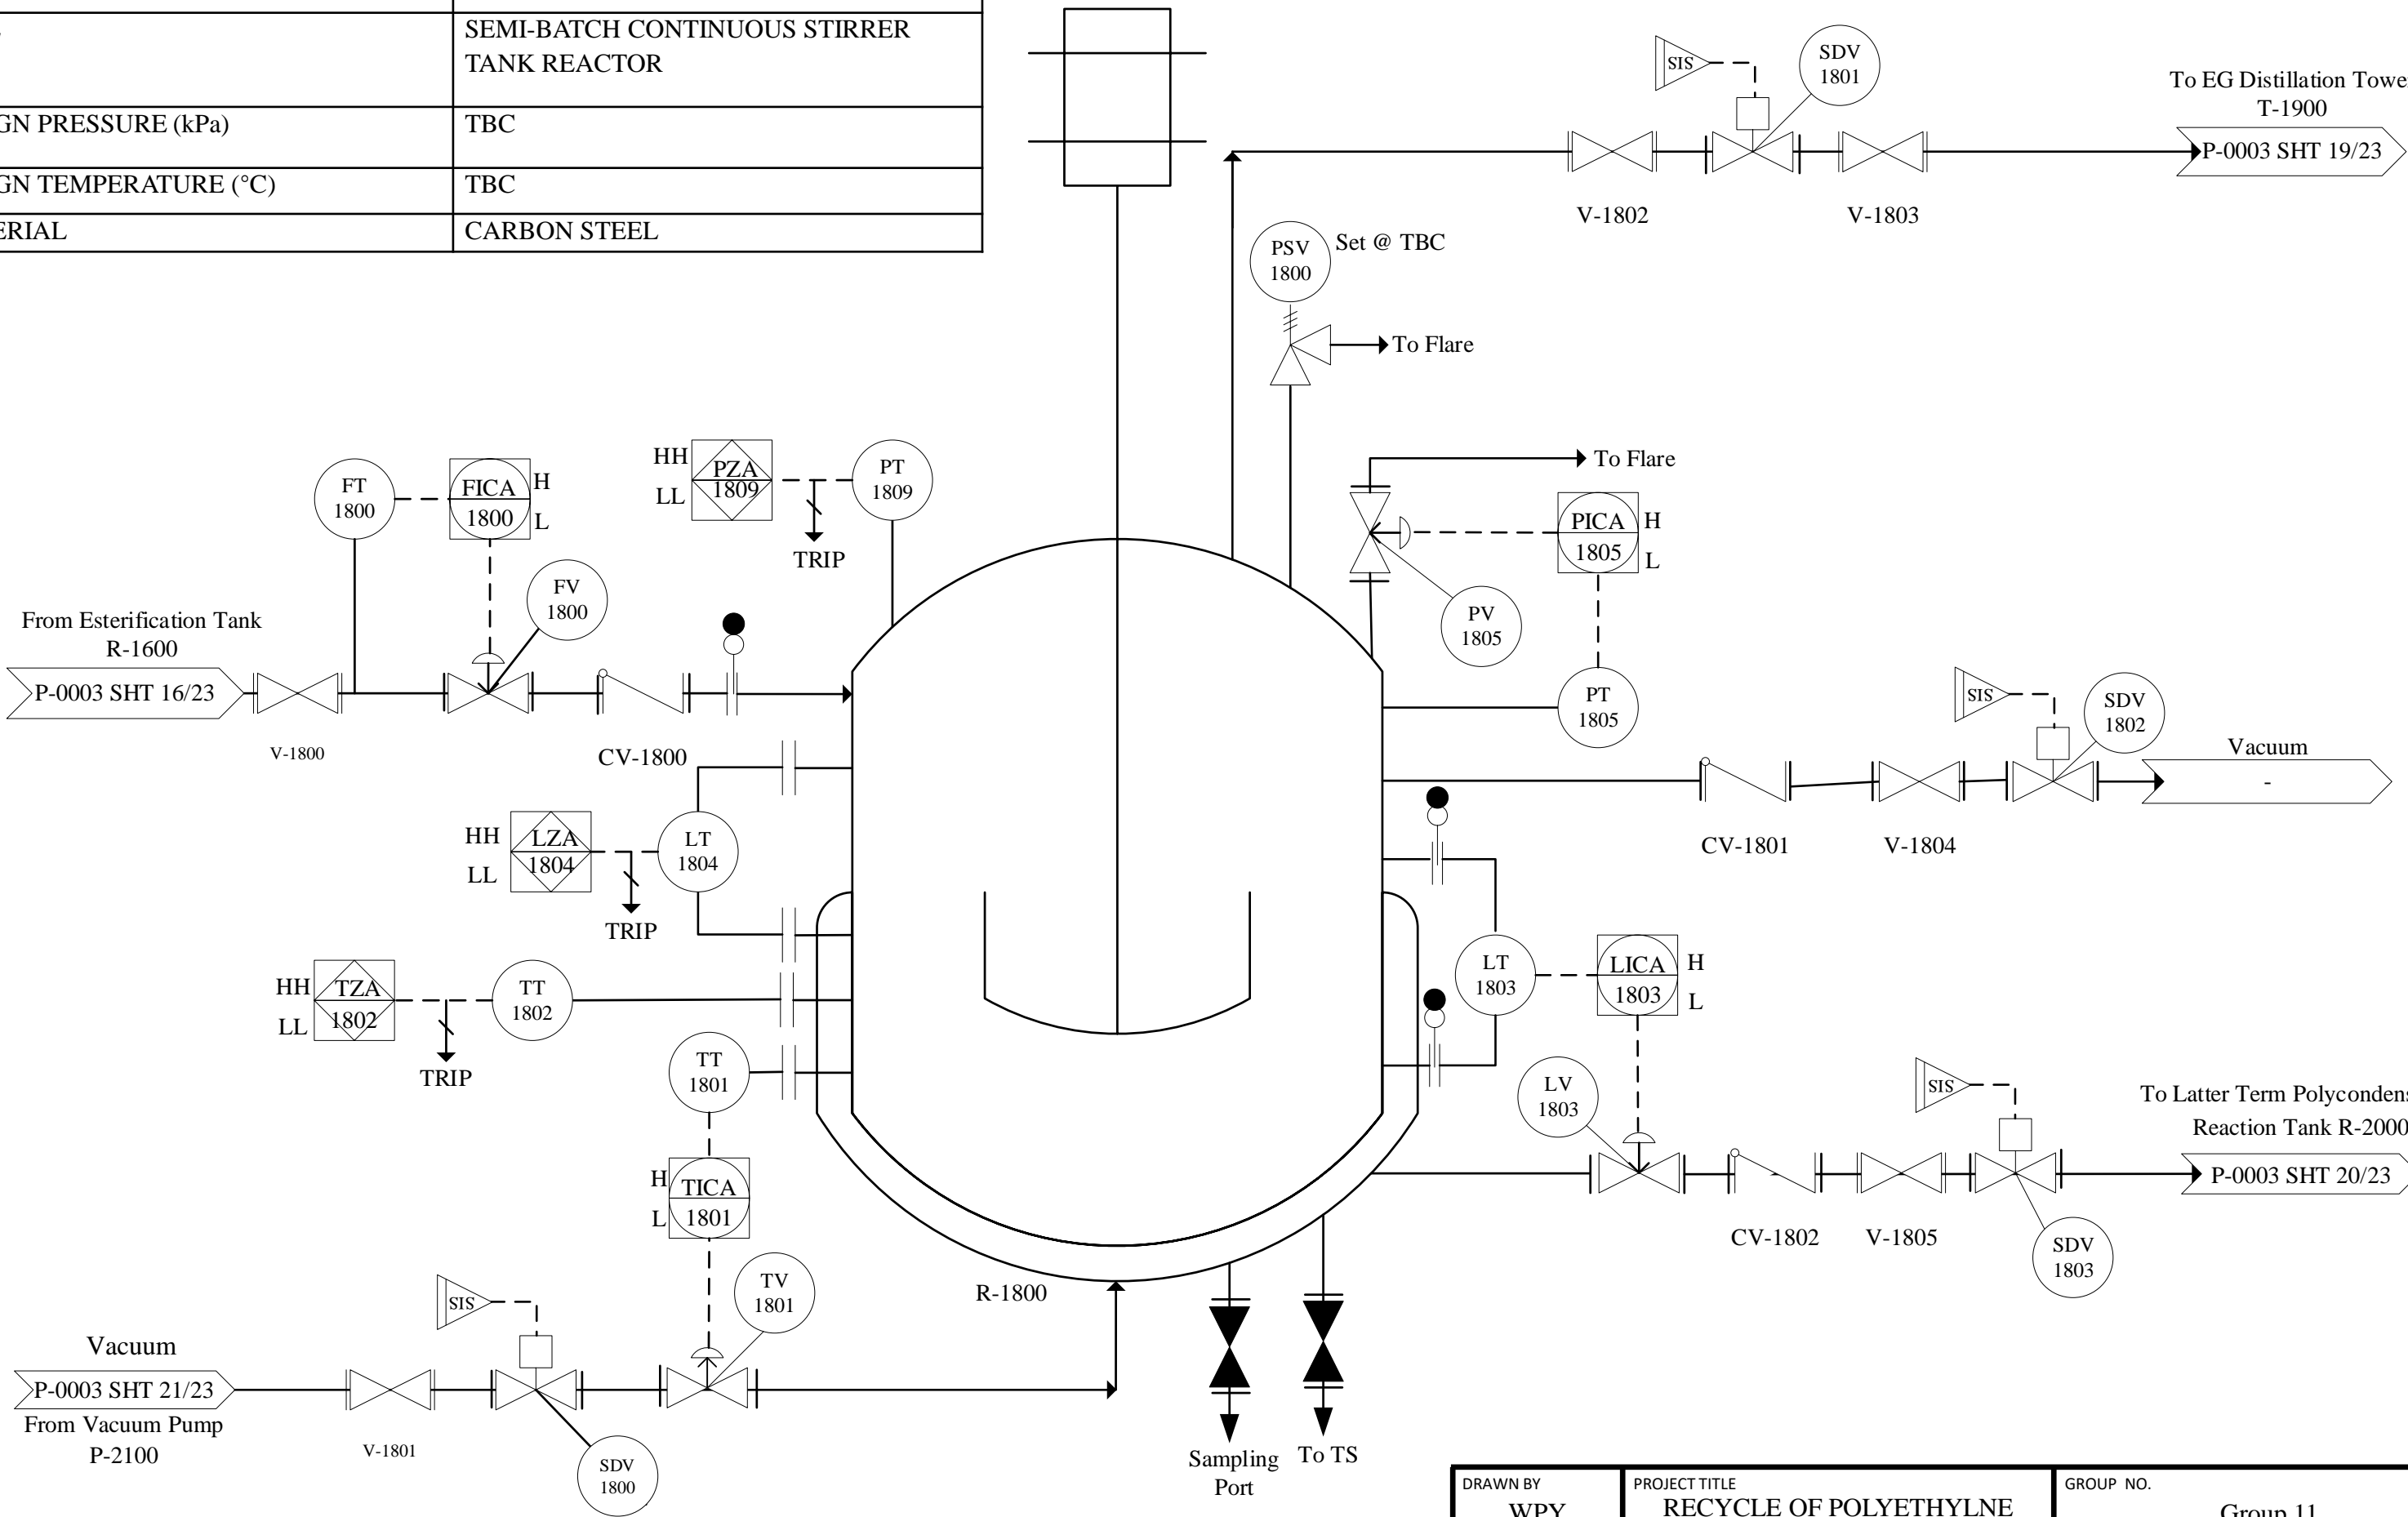 SEMI-BATCH CONTINUOUS STIRRER
TANK REACTOR
GN PRESSURE (kPa)
TBC
GN TEMPERATURE (°C)
TBC
ERIAL
CARBON STEEL
SIS
SDV
1801
To EG Distillation Towe
T-1900
P-0003 SHT 19/23
V-1802
V-1803
PSV
1800
Set @ TBC
To Flare
HH
LL
PZA
1809
PT
1809
TRIP
FT
1800
FICA
1800
H
L
FV
1800
To Flare
PICA
1805
H
L
PV
1805
PT
1805
From Esterification Tank
R-1600
P-0003 SHT 16/23
V-1800
CV-1800
SIS
SDV
1802
Vacuum
-
CV-1801
V-1804
HH
LL
LZA
1804
LT
1804
TRIP
HH
LL
TZA
1802
TT
1802
TRIP
TT
1801
LT
1803
LICA
1803
H
L
LV
1803
SIS
To Latter Term Polycondens
Reaction Tank R-2000
P-0003 SHT 20/23
CV-1802
V-1805
SDV
1803
H
L
TICA
1801
TV
1801
R-1800
SIS
Vacuum
P-0003 SHT 21/23
From Vacuum Pump
P-2100
V-1801
SDV
1800
Sampling
Port
To TS
DRAWN BY
WPY
PROJECT TITLE
RECYCLE OF POLYETHYLNE
GROUP NO.
Group 11